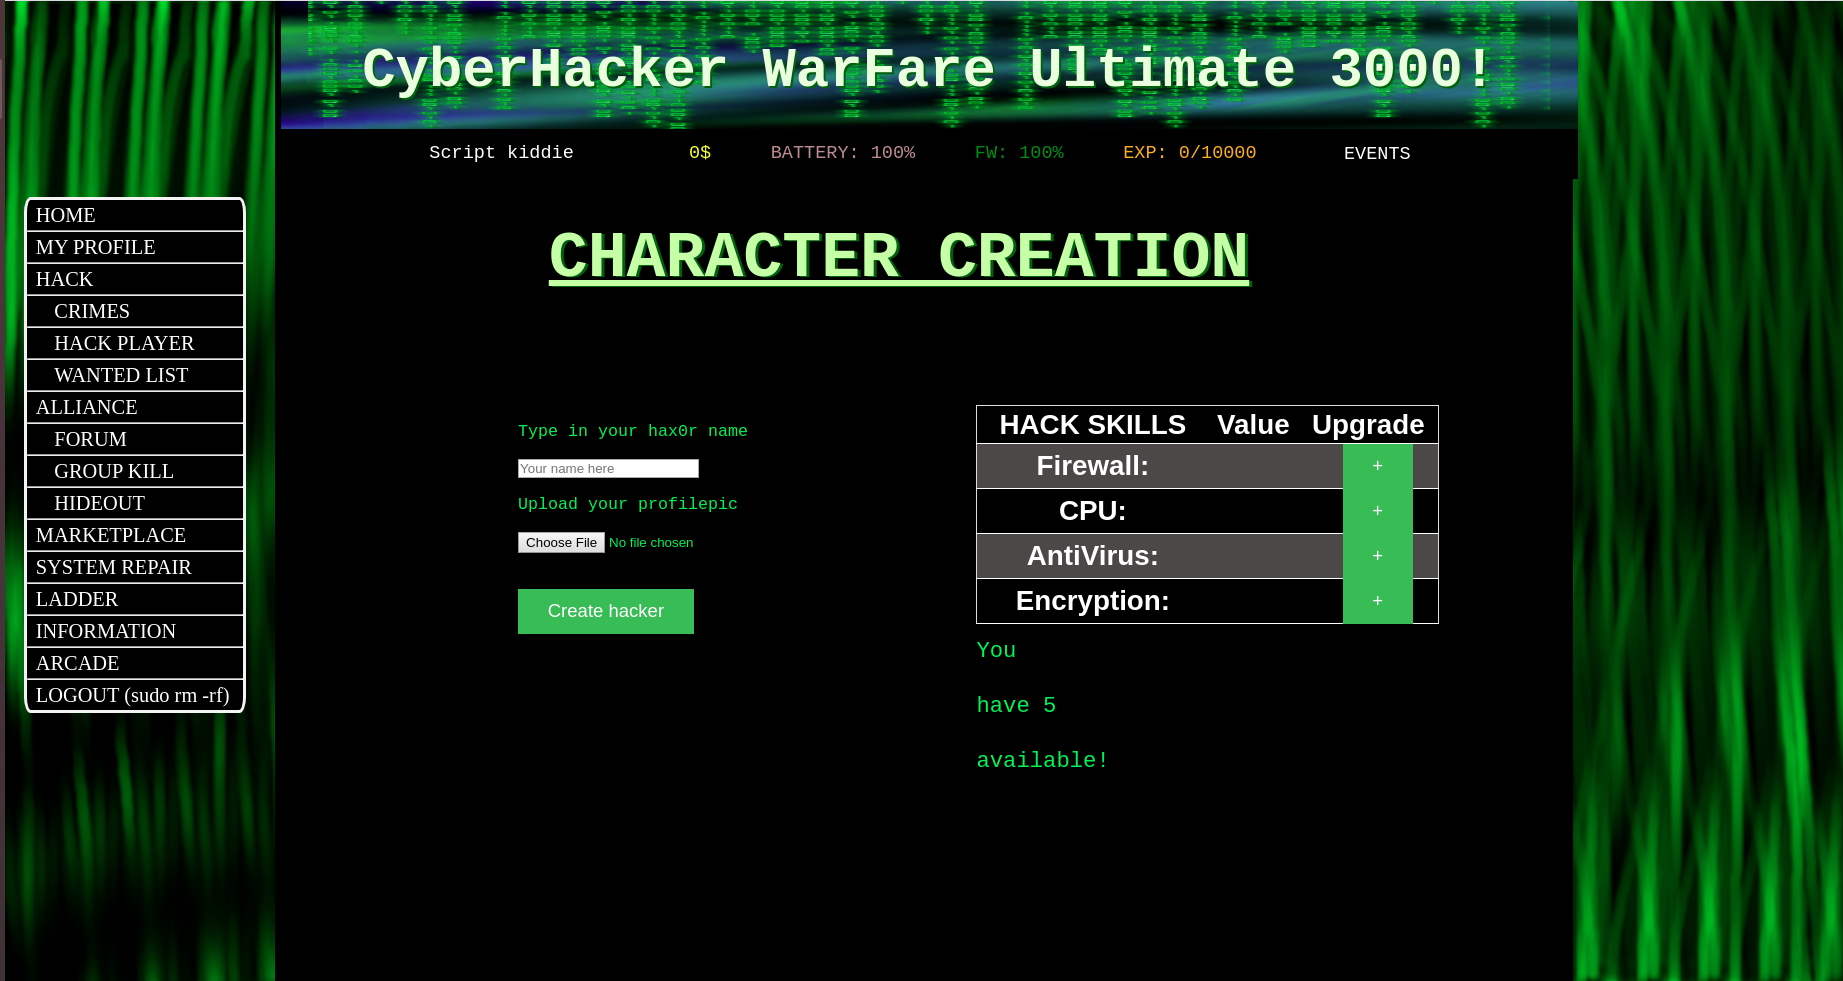 CyberHacker WarFare Ultimate 3000!
Script kiddie 0$ BATTERY: 100% FW: 100% EXP: 0/10000 EVENTS
HOME
MY PROFILE
HACK
CRIMES
HACK PLAYER
WANTED LIST
ALLIANCE
FORUM
GROUP KILL
HIDEOUT
MARKETPLACE
SYSTEM REPAIR
LADDER
INFORMATION
ARCADE
LOGOUT (sudo rm -rf)
CHARACTER CREATION
Type in your hax0r name
Your name here
Upload your profilepic
Choose File No file chosen
Create hacker
HACK SKILLS Value Upgrade
Firewall: +
CPU: +
AntiVirus: +
Encryption: +
You
have 5
available!